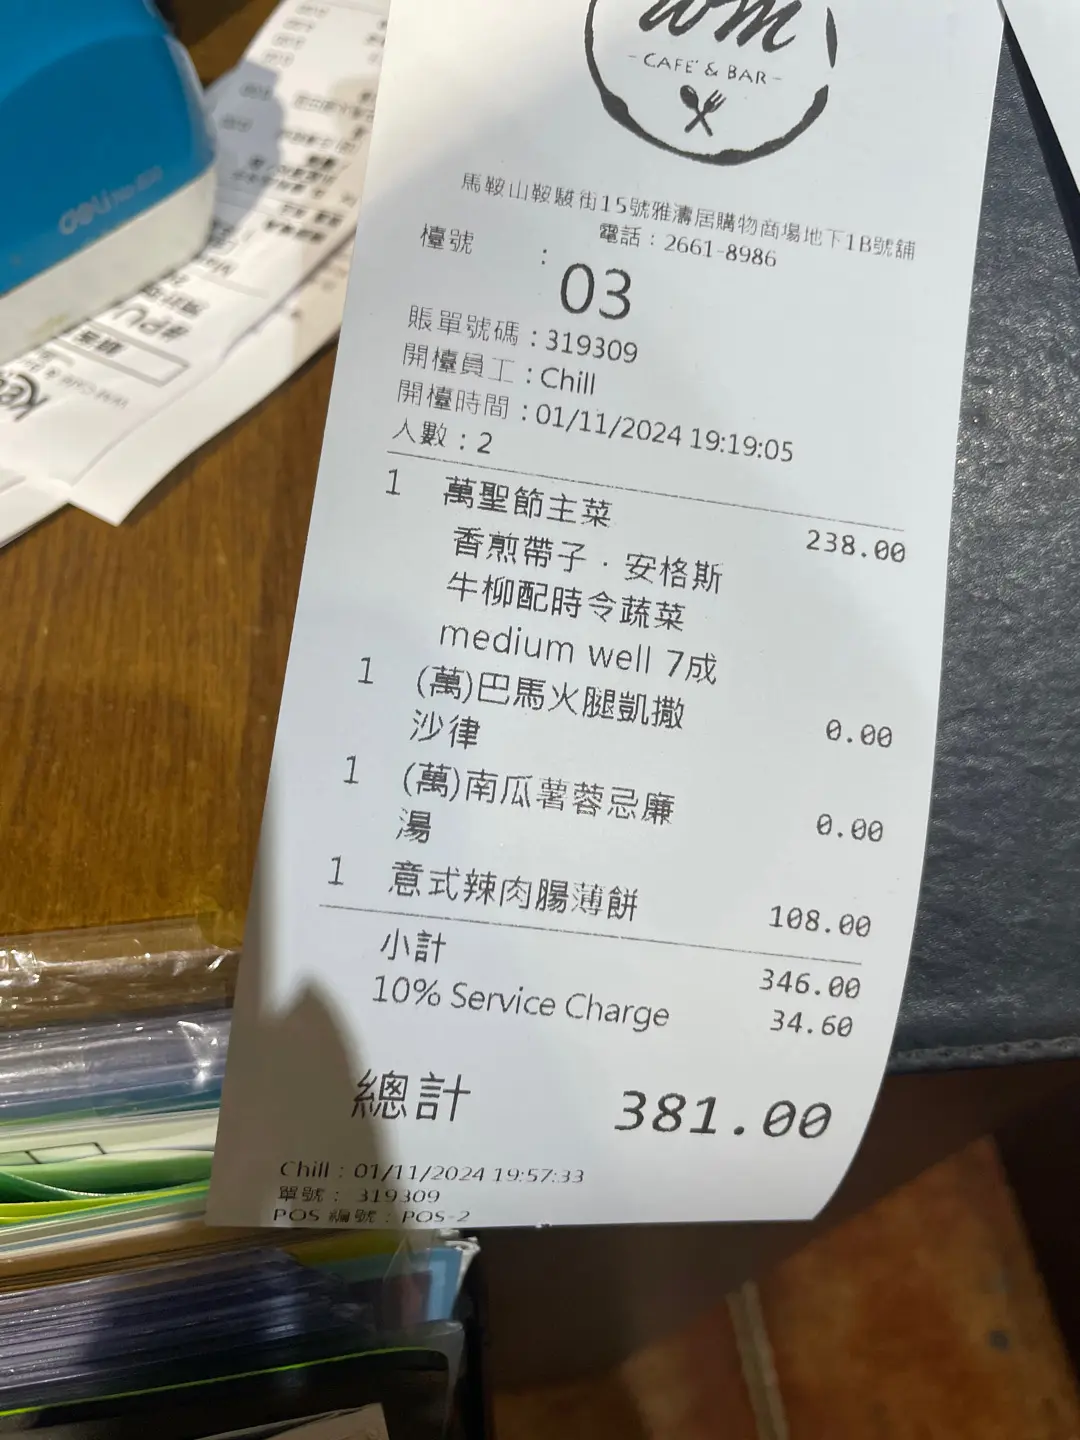 wm
- CAFE' & BAR -
馬鞍山鞍駿街15號雅濤居購物商場地下1B號舖
電話：2661-8986
檯號 : 03
賬單號碼：319309
開檯員工：Chill
開檯時間：01/11/2024 19:19:05
人數：2
1 萬聖節主菜 238.00
香煎帶子．安格斯
牛柳配時令蔬菜
medium well 7成
1 (萬)巴馬火腿凱撒 0.00
沙律
1 (萬)南瓜薯蓉忌廉 0.00
湯
1 意式辣肉腸薄餅 108.00
小計 346.00
10% Service Charge 34.60
總計 381.00
Chill : 01/11/2024 19:57:33
單號： 319309
POS 編號 : POS-2
deli